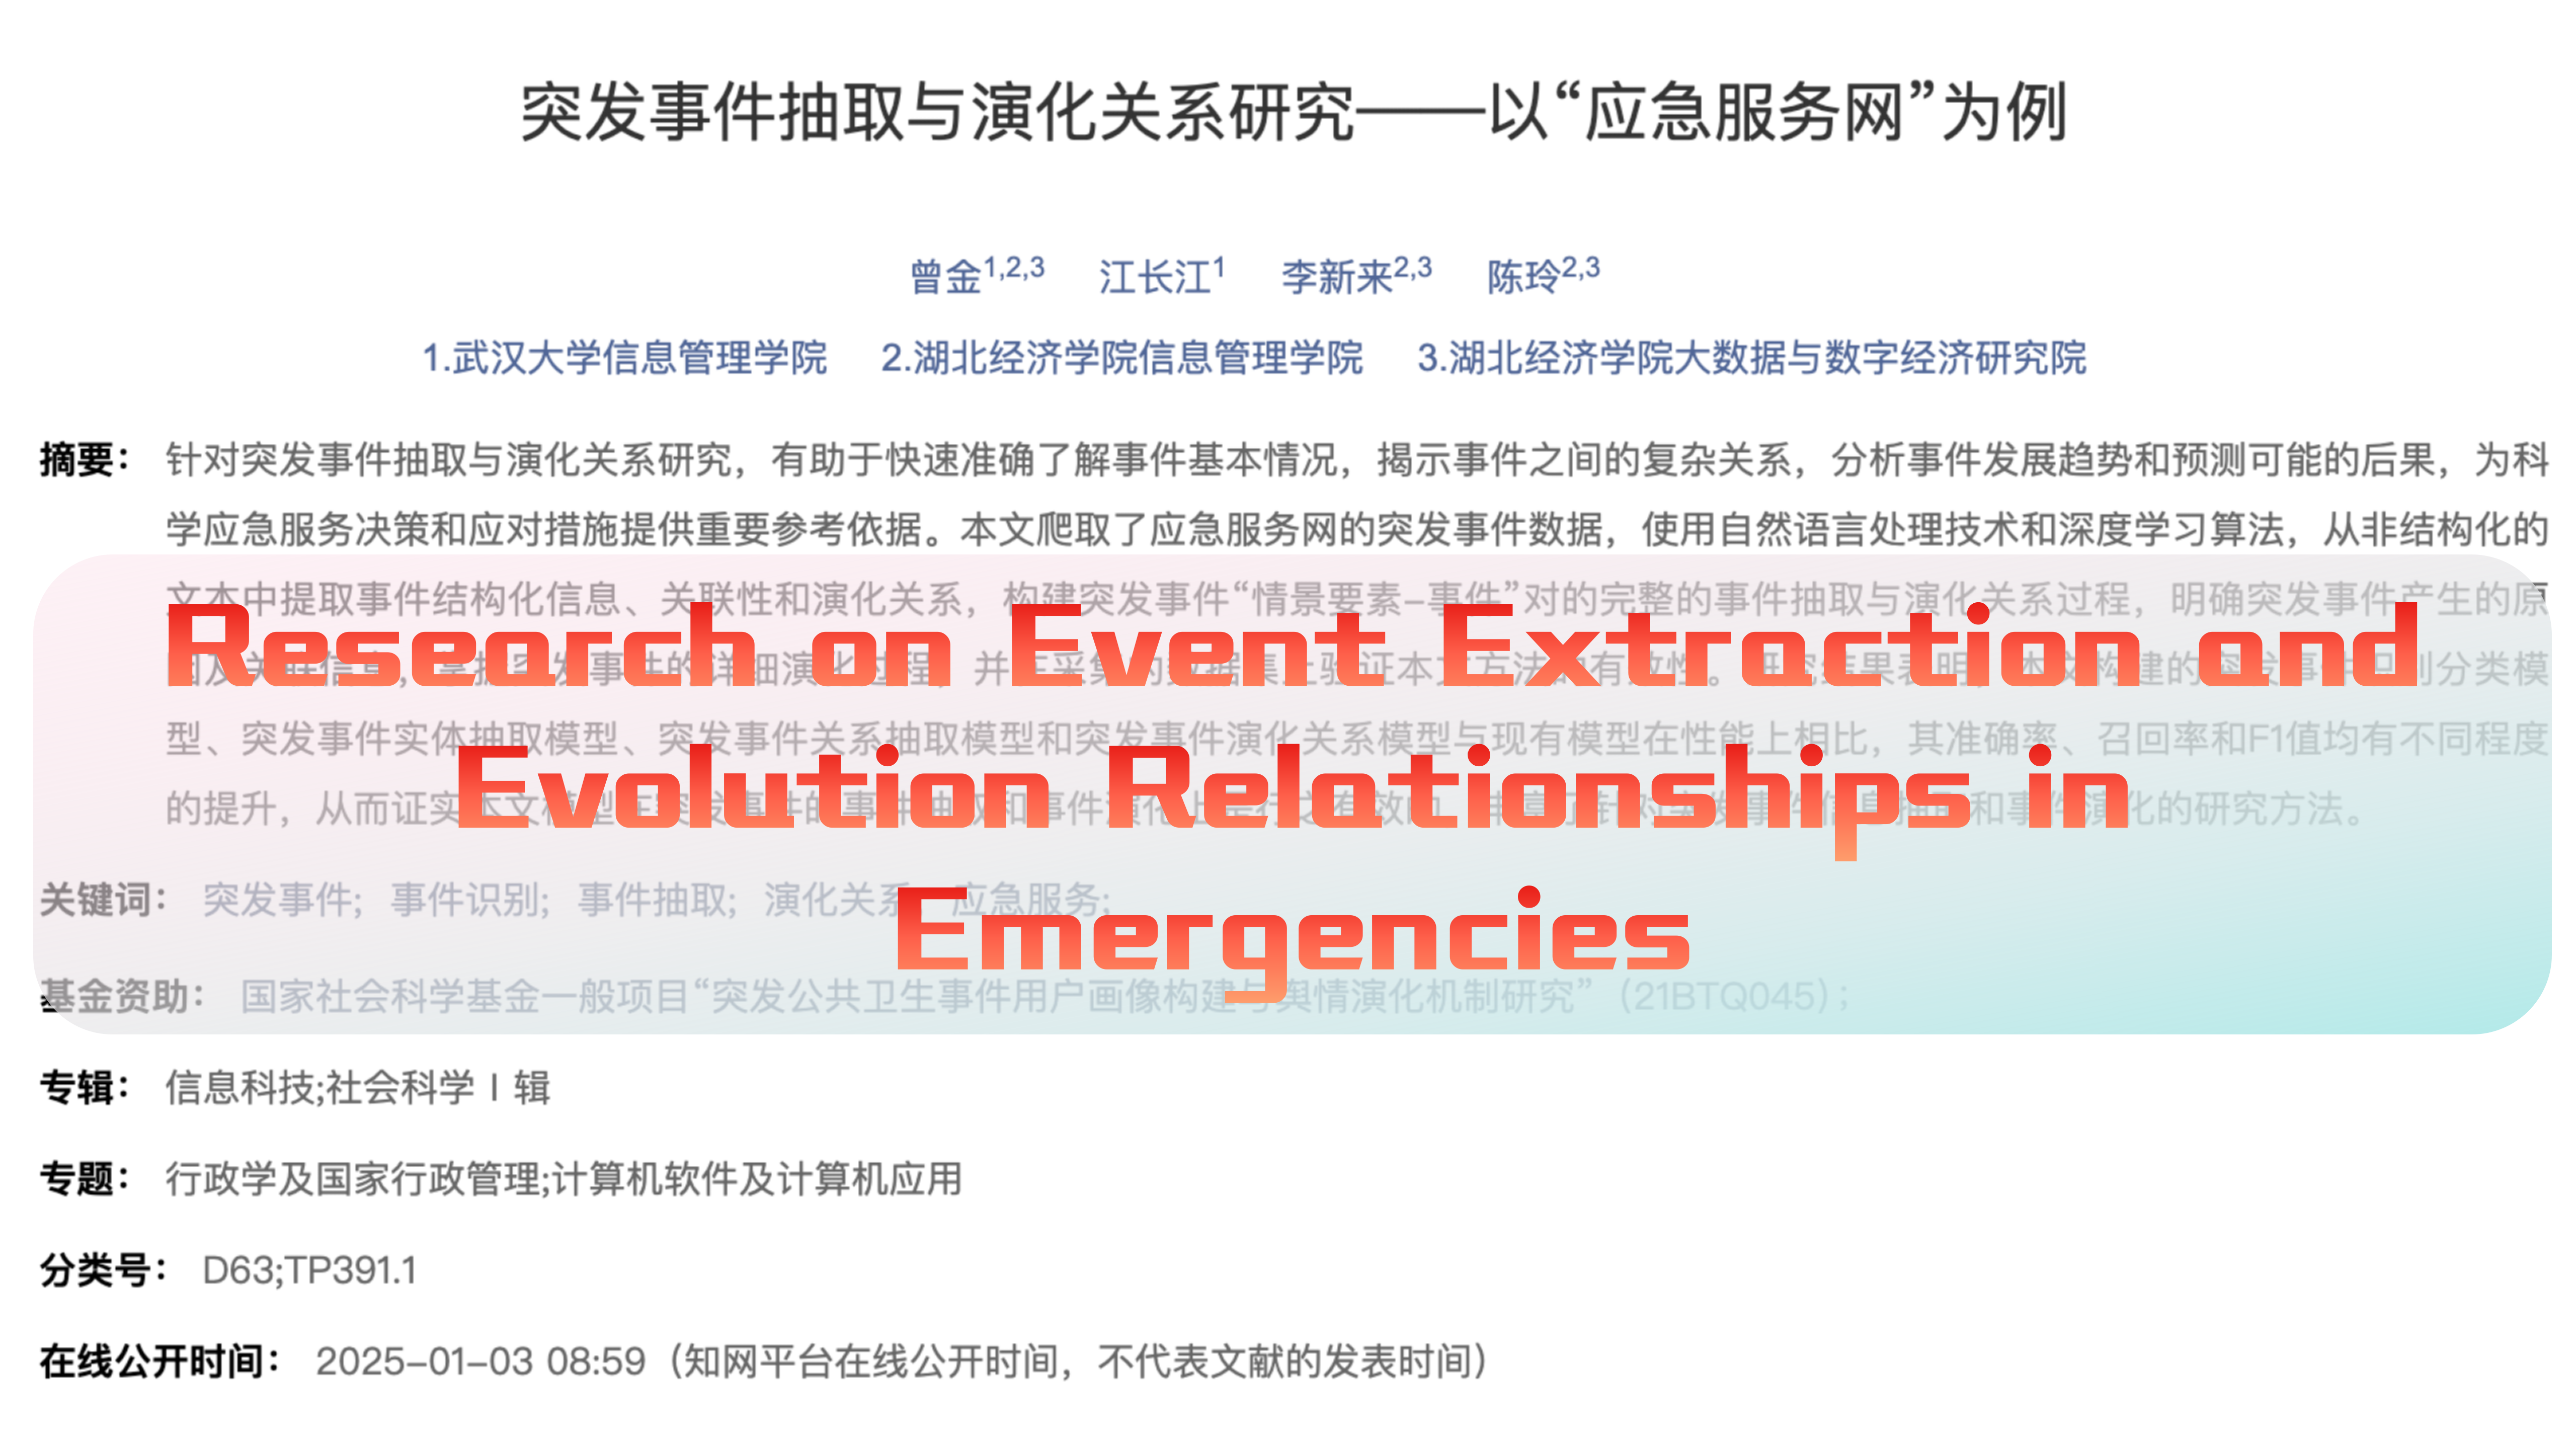 突发事件抽取与演化关系研究——以“应急服务网”为例
曾金1,2,3 江长江1 李新来2,3 陈玲2,3
1.武汉大学信息管理学院 2.湖北经济学院信息管理学院 3.湖北经济学院大数据与数字经济研究院
摘要： 针对突发事件抽取与演化关系研究，有助于快速准确了解事件基本情况，揭示事件之间的复杂关系，分析事件发展趋势和预测可能的后果，为科
学应急服务决策和应对措施提供重要参考依据。本文爬取了应急服务网的突发事件数据，使用自然语言处理技术和深度学习算法，从非结构化的
文本中提取事件结构化信息、关联性和演化关系，构建突发事件“情景要素–事件”对的完整的事件抽取与演化关系过程，明确突发事件产生的原
Research on Event Extraction and
事件的详细演化过程，并在采集的数据集上验证本文方法的有效性。研究结果表明，本文构建的突发事件识别分类模
型、突发事件实体抽取模型、突发事件关系抽取模型和突发事件演化关系模型与现有模型在性能上相比，其准确率、召回率和F1值均有不同程度
Evolution Relationships in
的提升，从而证实本文模型在突发事件的事件抽取和事件演化上是行之有效的，针对突发事件信息抽取和事件演化的研究方法。
关键词： 突发事件; 事件识别; 事件抽取; 演化关系 应急服务;
Emergencies
基金资助： 国家社会科学基金一般项目“突发公共卫生事件用户画像构建与舆情演化机制研究”（21BTQ045）;
专辑： 信息科技;社会科学Ⅰ辑
专题： 行政学及国家行政管理;计算机软件及计算机应用
分类号： D63;TP391.1
在线公开时间： 2025–01–03 08:59（知网平台在线公开时间，不代表文献的发表时间）